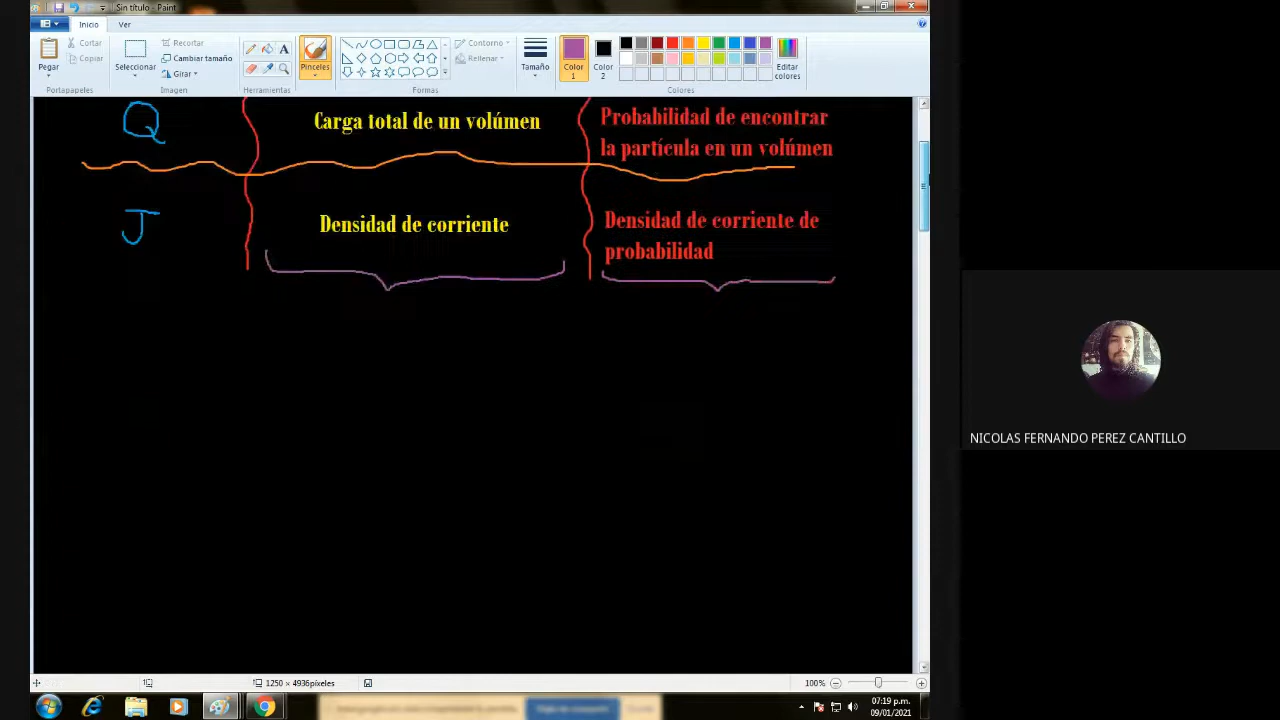 Sin título - Paint
Inicio
Ver
Pegar
Cortar
Copiar
Portapapeles
Seleccionar
Recortar
Cambiar tamaño
Girar
Imagen
A
Herramientas
Pinceles
Contorno
Rellenar
Formas
Tamaño
Color
1
Color
2
Editar
colores
Colores
Q
Carga total de un volúmen
Probabilidad de encontrar
la partícula en un volúmen
J
Densidad de corriente
Densidad de corriente de
probabilidad
NICOLAS FERNANDO PEREZ CANTILLO
1250 × 4936píxeles
100%
07:19 p.m.
09/01/2021